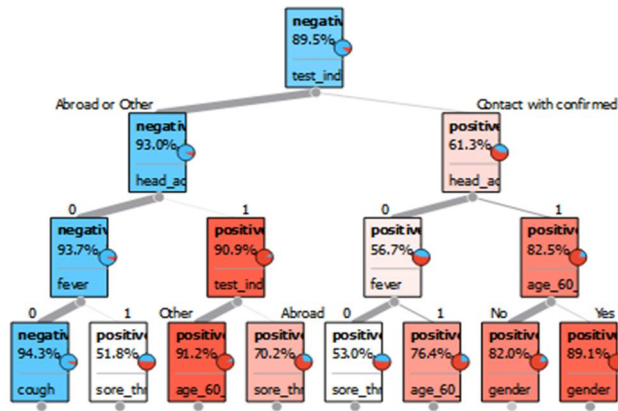 negative
89.5%
test_ind
Abroad or Other
Contact with confirmed
negativ
93.0%
head_ac
positive
61.3%
head_ac
0
1
0
1
negativ
93.7%
fever
positive
90.9%
test_ind
positive
56.7%
fever
positive
82.5%
age_60_
0
1
Other
Abroad
0
1
No
Yes
negativ
94.3%
cough
positive
51.8%
sore_thr
positive
91.2%
age_60_
positive
70.2%
sore_thr
positive
53.0%
sore_thr
positive
76.4%
age_60_
positive
82.0%
gender
positive
89.1%
gender